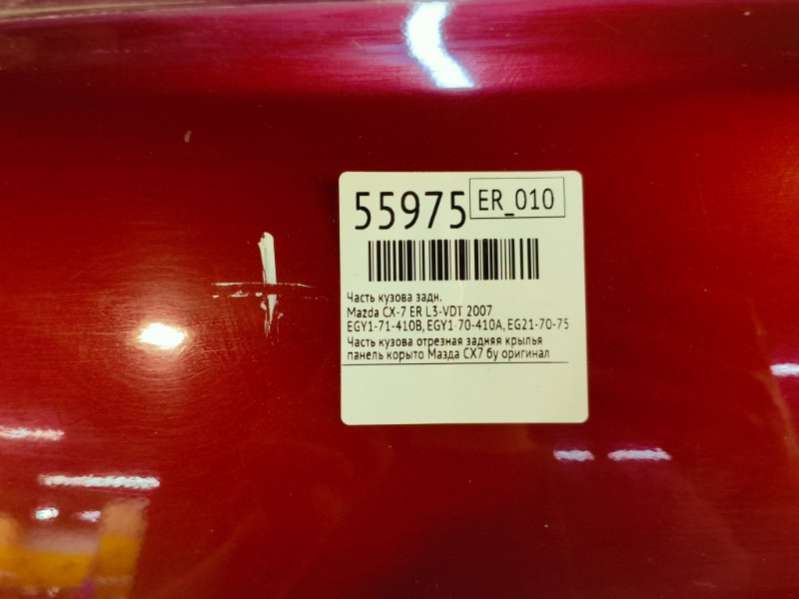 55975
ER_010
Часть кузова задн.
Mazda CX-7 ER L3-VDT 2007
EGY1-71-410B, EGY1-70-410A, EG21-70-75
Часть кузова отрезная задняя крылья
панель корыто Мазда CX7 бу оригинал